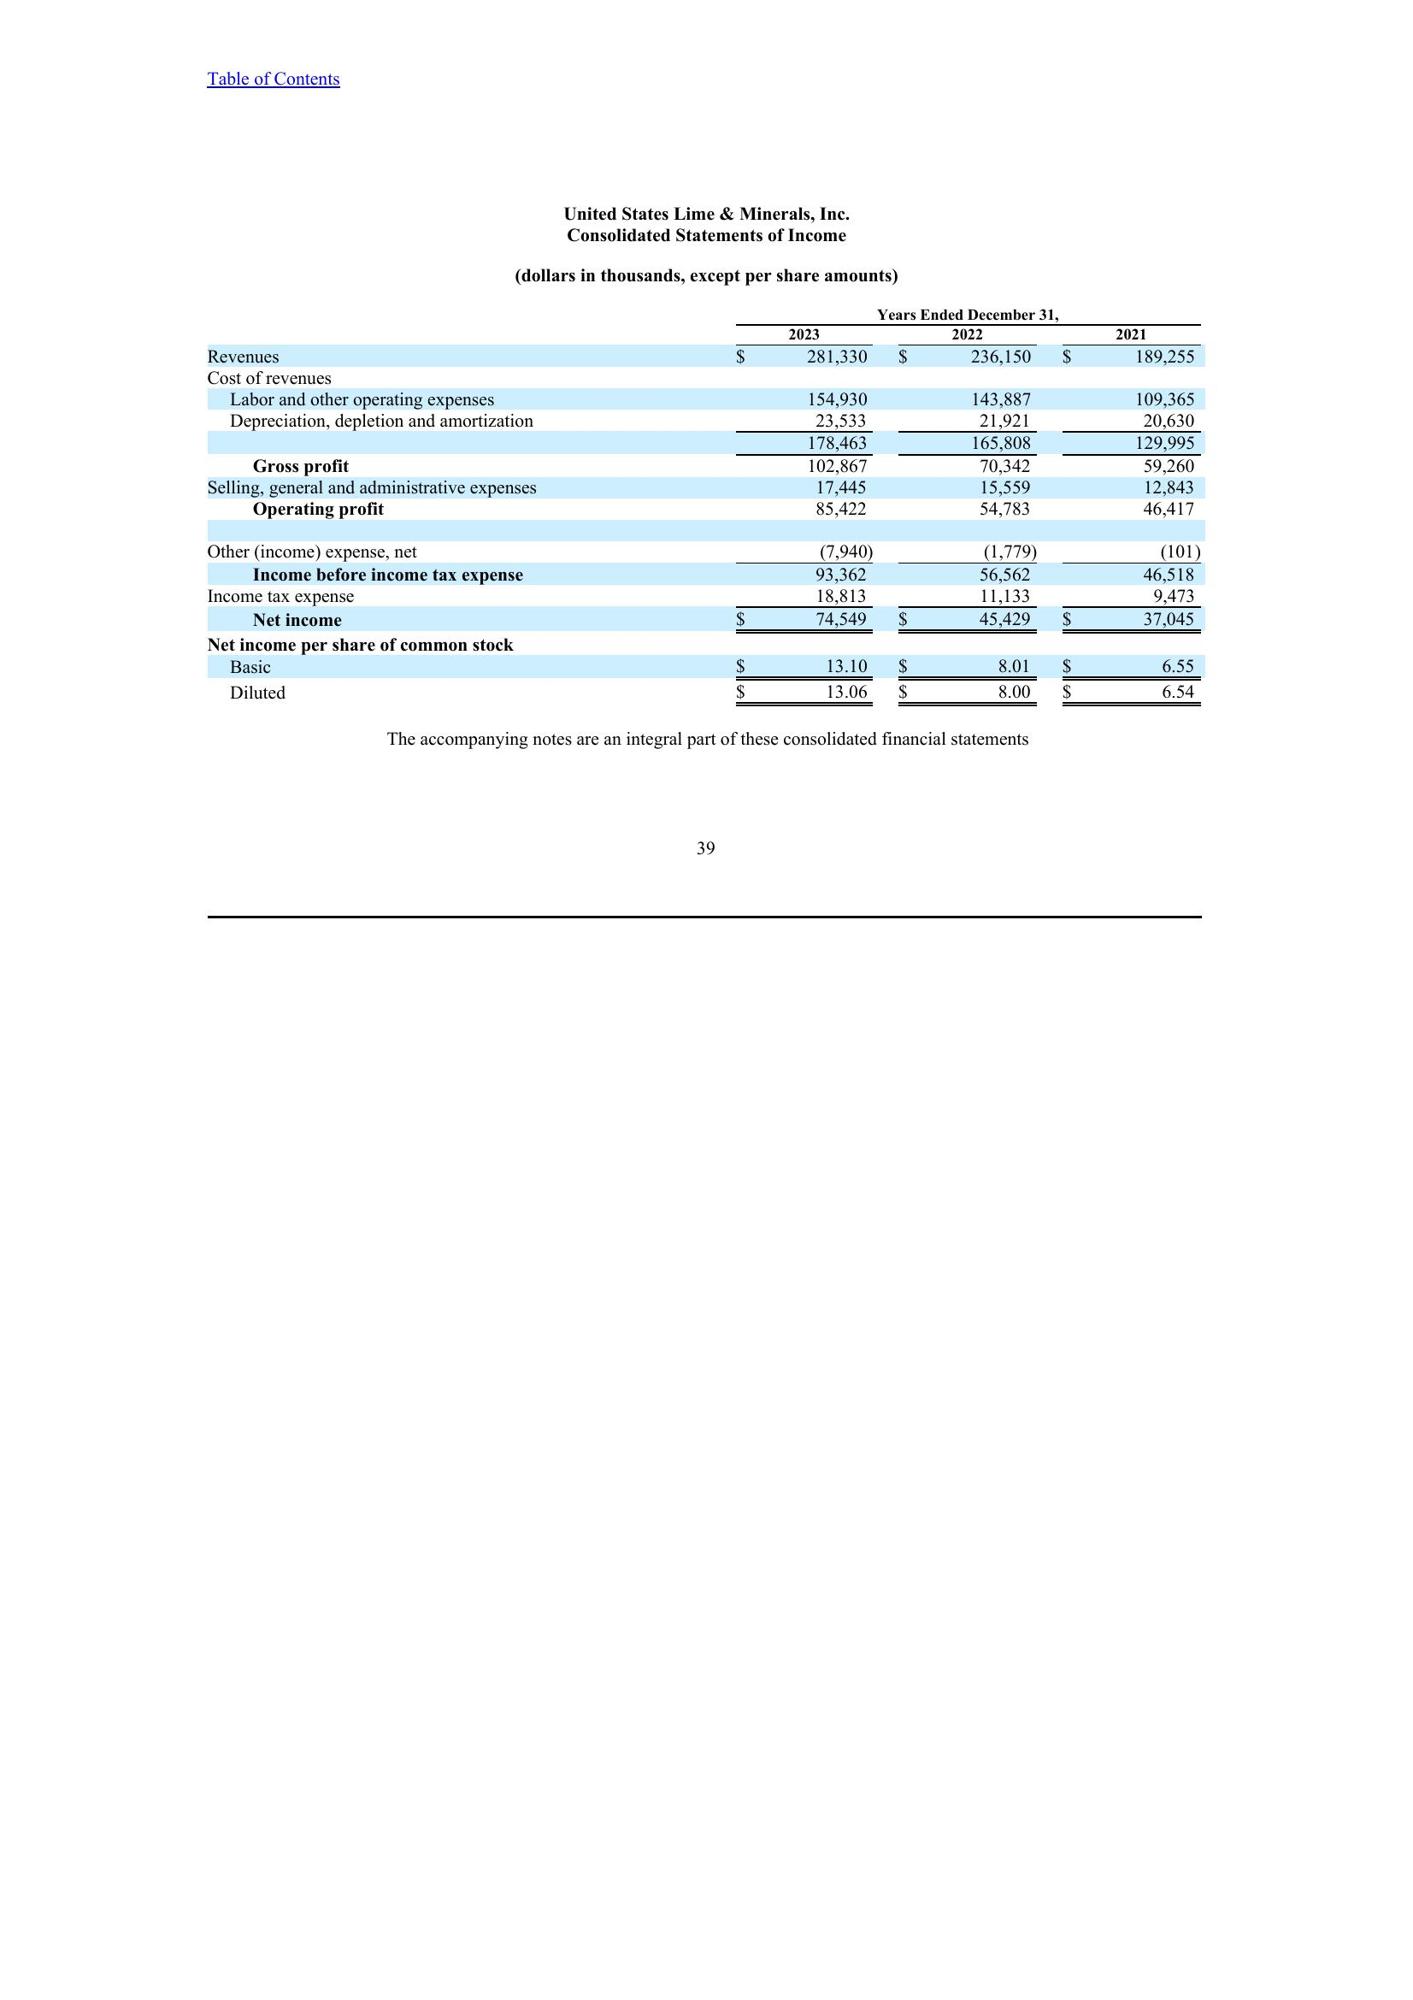 Table of Contents
United States Lime & Minerals, Inc.
Consolidated Statements of Income
(dollars in thousands, except per share amounts)
Years Ended December 31,
2023 2022 2021
Revenues $ 281,330 $ 236,150 $ 189,255
Cost of revenues
Labor and other operating expenses 154,930 143,887 109,365
Depreciation, depletion and amortization 23,533 21,921 20,630
178,463 165,808 129,995
Gross profit 102,867 70,342 59,260
Selling, general and administrative expenses 17,445 15,559 12,843
Operating profit 85,422 54,783 46,417
Other (income) expense, net (7,940) (1,779) (101)
Income before income tax expense 93,362 56,562 46,518
Income tax expense 18,813 11,133 9,473
Net income $ 74,549 $ 45,429 $ 37,045
Net income per share of common stock
Basic $ 13.10 $ 8.01 $ 6.55
Diluted $ 13.06 $ 8.00 $ 6.54
The accompanying notes are an integral part of these consolidated financial statements
39